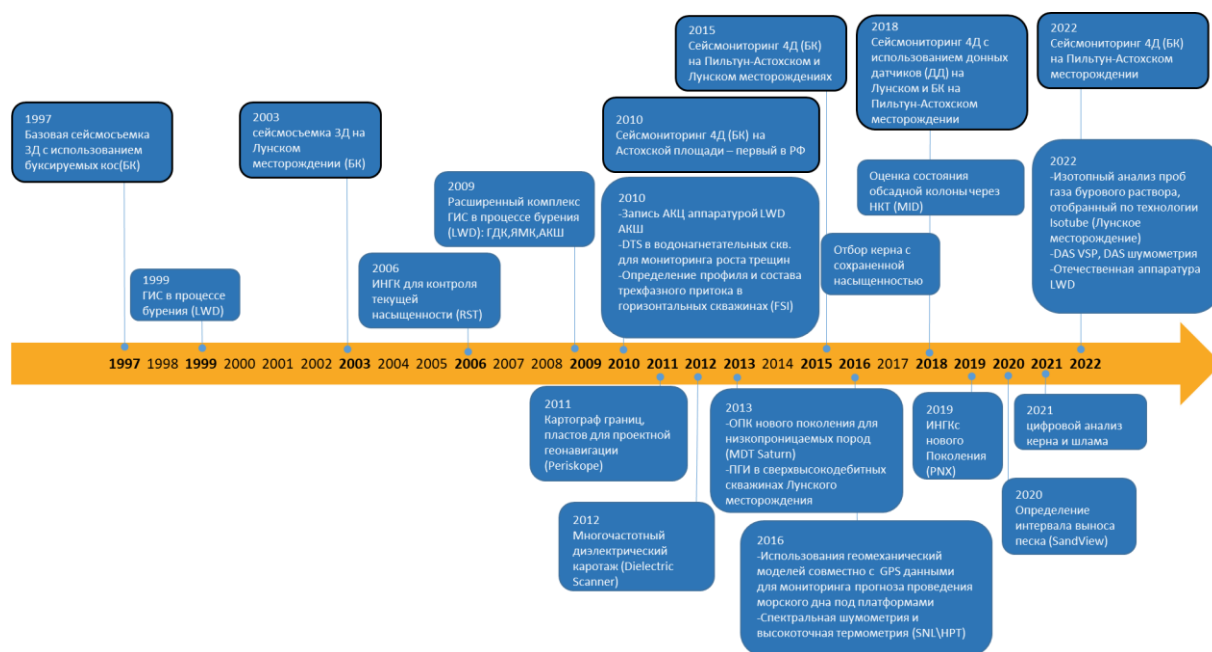 1997
Базовая сейсмосъемка
3Д с использованием
буксируемых кос(БК)
1999
ГИС в процессе
бурения (LWD)
2003
сейсмосъемка 3Д на
Лунском
месторождении (БК)
2006
ИНГК для контроля
текущей
насыщенности (RST)
2009
Расширенный комплекс
ГИС в процессе бурения
(LWD): ГДК,ЯМК,АКШ
2010
Сейсмониторинг 4Д (БК) на
Астохской площади – первый в РФ
2010
-Запись АКЦ аппаратурой LWD
АКШ
-DTS в водонагнетательных скв.
для мониторинга роста трещин
-Определение профиля и состава
трехфазного притока в
горизонтальных скважинах (FSI)
2015
Сейсмониторинг 4Д (БК)
на Пильтун-Астохском и
Лунском месторождениях
Отбор керна с
сохраненной
насыщенностью
2018
Сейсмониторинг 4Д с
использованием донных
датчиков (ДД) на
Лунском и БК на
Пильтун-Астохском
месторождении
Оценка состояния
обсадной колоны через
НКТ (MID)
2022
Сейсмониторинг 4Д (БК)
на Пильтун-Астохском
месторождении
2022
-Изотопный анализ проб
газа бурового раствора,
отобранный по технологии
Isotube (Лунское
месторождение)
-DAS VSP, DAS шумометрия
-Отечественная аппаратура
LWD
1997 1998 1999 2000 2001 2002 2003 2004 2005 2006 2007 2008 2009 2010 2011 2012 2013 2014 2015 2016 2017 2018 2019 2020 2021 2022
2011
Картограф границ,
пластов для проектной
геонавигации
(Periskope)
2012
Многочастотный
диэлектрический
каротаж (Dielectric
Scanner)
2013
-ОПК нового поколения для
низкопроницаемых пород
(MDT Saturn)
-ПГИ в сверхвысокодебитных
скважинах Лунского
месторождения
2016
-Использования геомеханический
моделей совместно с GPS данными
для мониторинга прогноза проведения
морского дна под платформами
-Спектральная шумометрия и
высокоточная термометрия (SNL\HPT)
2019
ИНГКс
нового
Поколения
(PNX)
2020
Определение
интервала выноса
песка (SandView)
2021
цифровой анализ
керна и шлама